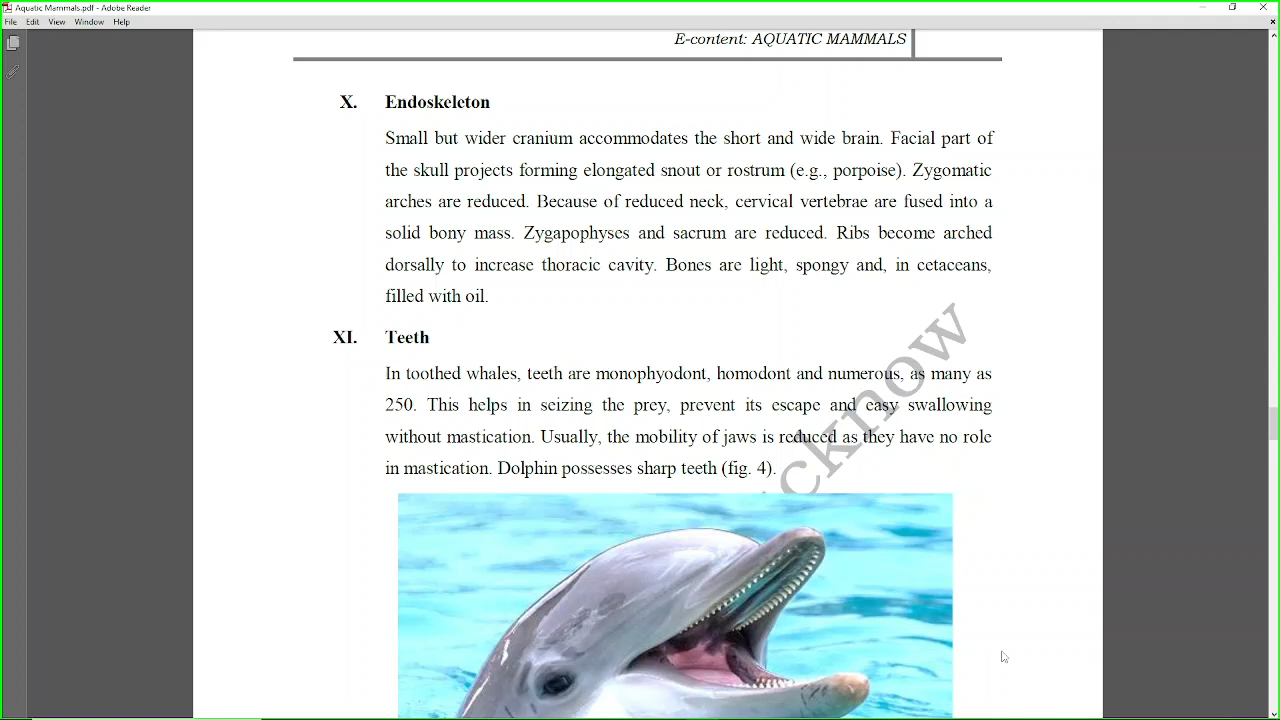 Aquatic Mammals.pdf - Adobe Reader
File Edit View Window Help
E-content: AQUATIC MAMMALS
X. Endoskeleton
Small but wider cranium accommodates the short and wide brain. Facial part of
the skull projects forming elongated snout or rostrum (e.g., porpoise). Zygomatic
arches are reduced. Because of reduced neck, cervical vertebrae are fused into a
solid bony mass. Zygapophyses and sacrum are reduced. Ribs become arched
dorsally to increase thoracic cavity. Bones are light, spongy and, in cetaceans,
filled with oil.
XI. Teeth
In toothed whales, teeth are monophyodont, homodont and numerous, as many as
250. This helps in seizing the prey, prevent its escape and easy swallowing
without mastication. Usually, the mobility of jaws is reduced as they have no role
in mastication. Dolphin possesses sharp teeth (fig. 4).
cknow